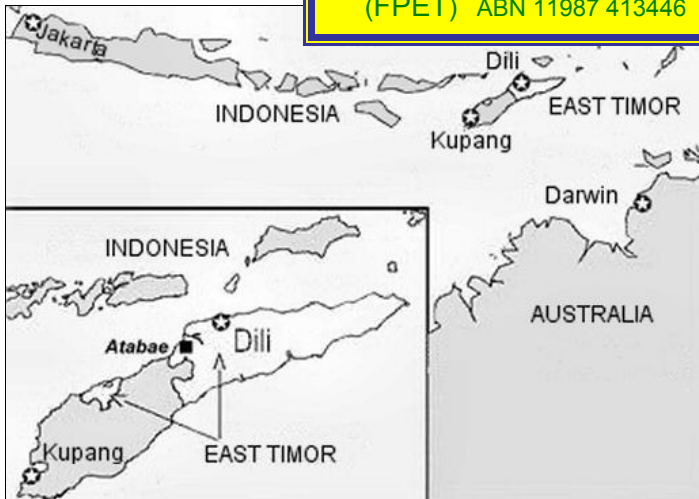 (FPET) ABN 11987 413446
Jakarta
Dili
INDONESIA
EAST TIMOR
Kupang
Darwin
INDONESIA
AUSTRALIA
Atabae
Dili
Kupang
EAST TIMOR